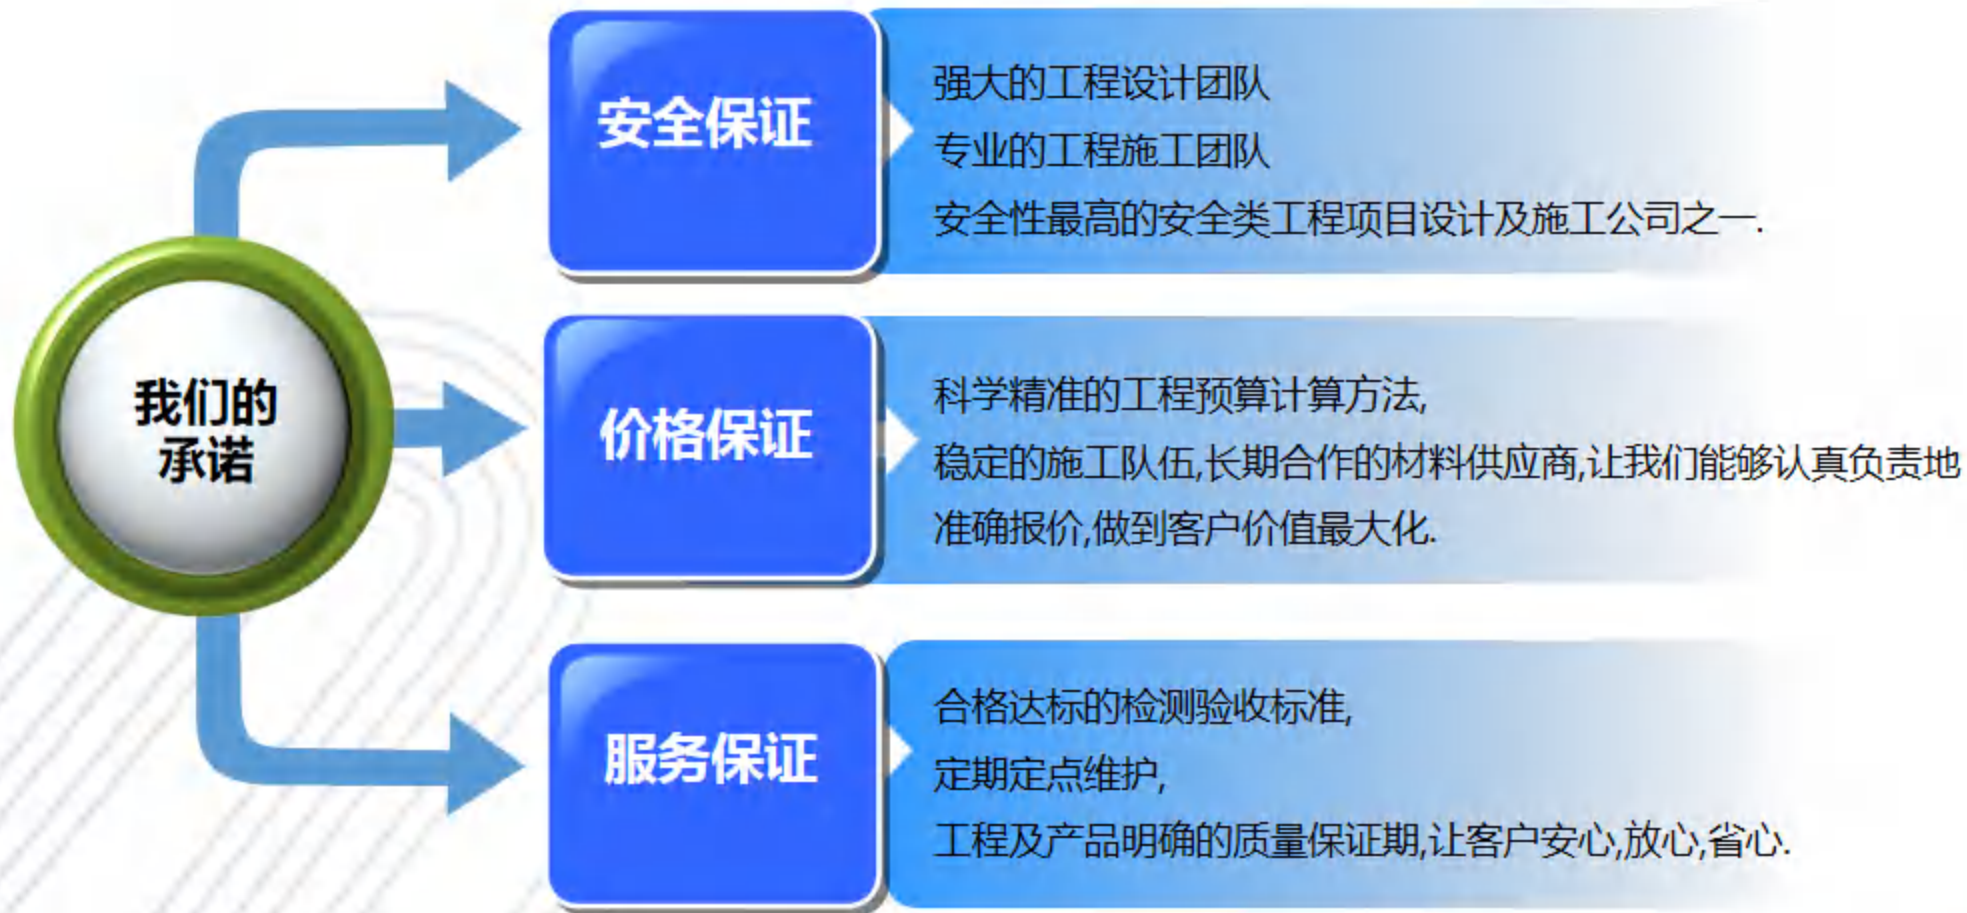 我们的
承诺
安全保证
强大的工程设计团队
专业的工程施工团队
安全性最高的安全类工程项目设计及施工公司之一.
价格保证
科学精准的工程预算计算方法,
稳定的施工队伍,长期合作的材料供应商,让我们能够认真负责地
准确报价,做到客户价值最大化.
服务保证
合格达标的检测验收标准,
定期定点维护,
工程及产品明确的质量保证期,让客户安心,放心,省心.